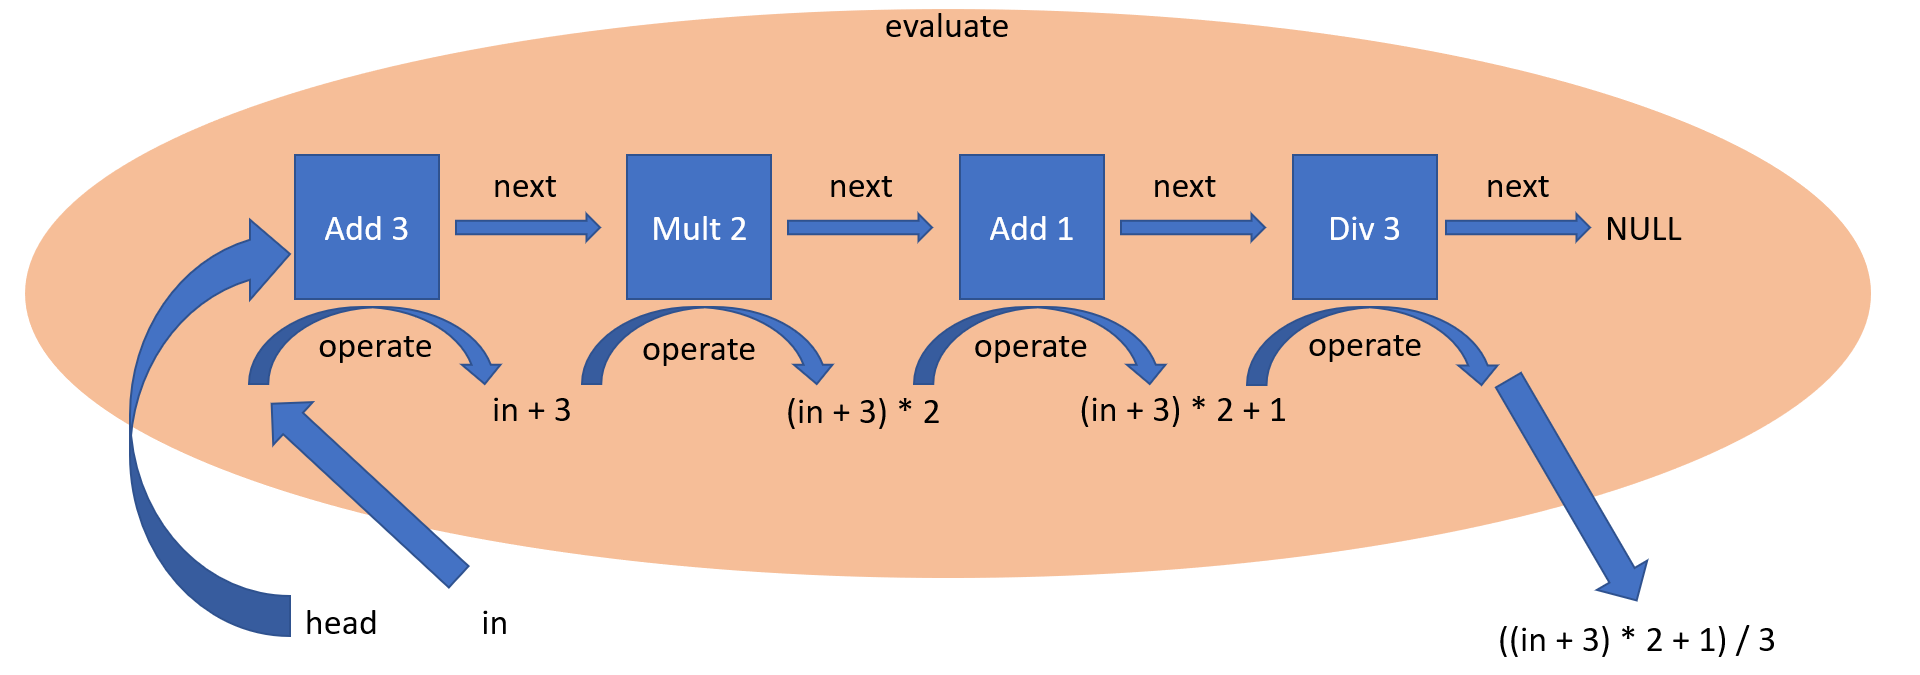 evaluate
next
next
next
next
Add 3
Mult 2
Add 1
Div 3
NULL
operate
operate
operate
operate
in + 3
(in + 3) * 2
(in + 3) * 2 + 1
head
in
((in + 3) * 2 + 1) / 3